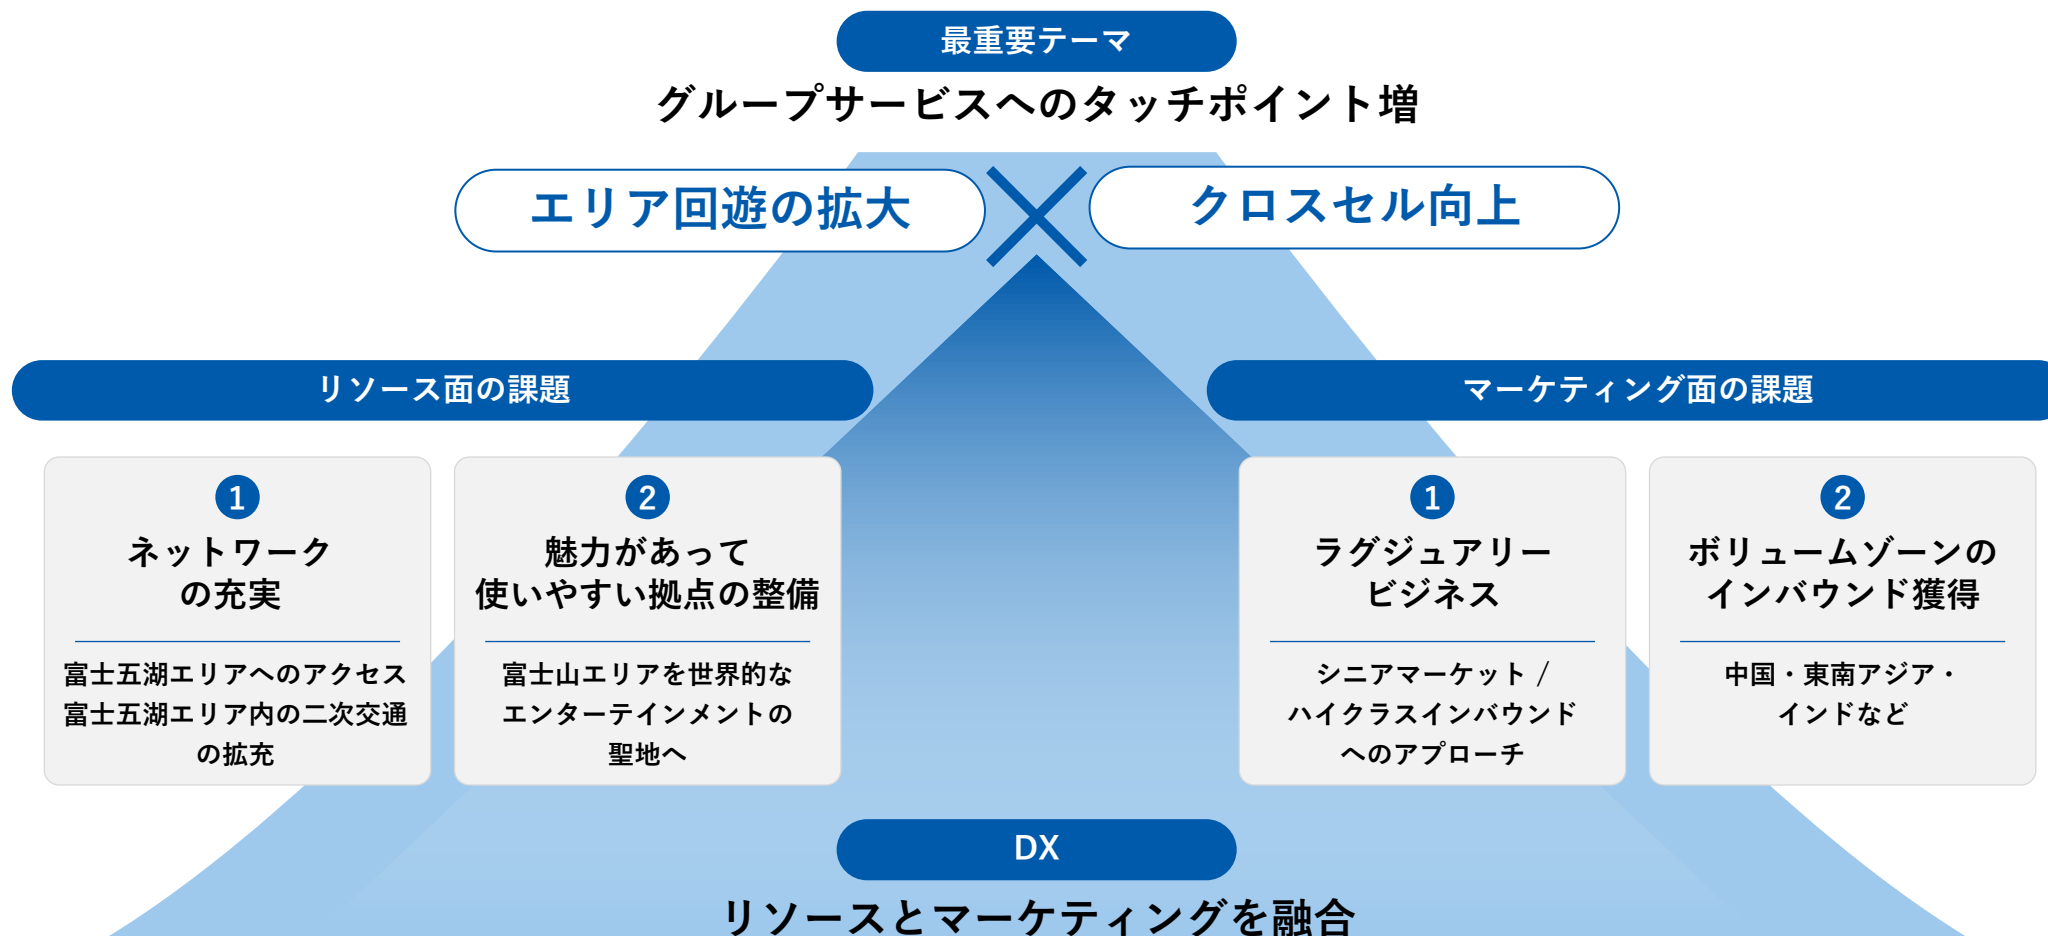 最重要テーマ
グループサービスへのタッチポイント増
エリア回遊の拡大
クロスセル向上
リソース面の課題
1
ネットワーク
の充実
富士五湖エリアへのアクセス
富士五湖エリア内の二次交通
の拡充
2
魅力があって
使いやすい拠点の整備
富士山エリアを世界的な
エンターテインメントの
聖地へ
マーケティング面の課題
1
ラグジュアリー
ビジネス
シニアマーケット /
ハイクラスインバウンド
へのアプローチ
2
ボリュームゾーンの
インバウンド獲得
中国・東南アジア・
インドなど
DX
リソースとマーケティングを融合